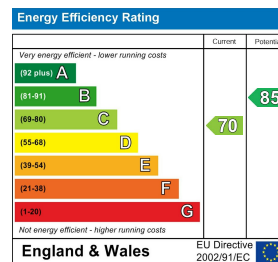 Energy Efficiency Rating
Current
Very energy efficient - lower running costs
(92 plus) A
(81-91) B
85
(69-80) C
70
(55-68) D
(39-54) E
(21-38) F
(1-20) G
Not energy efficient - higher running costs
England & Wales
EU Directive
2002/91/EC